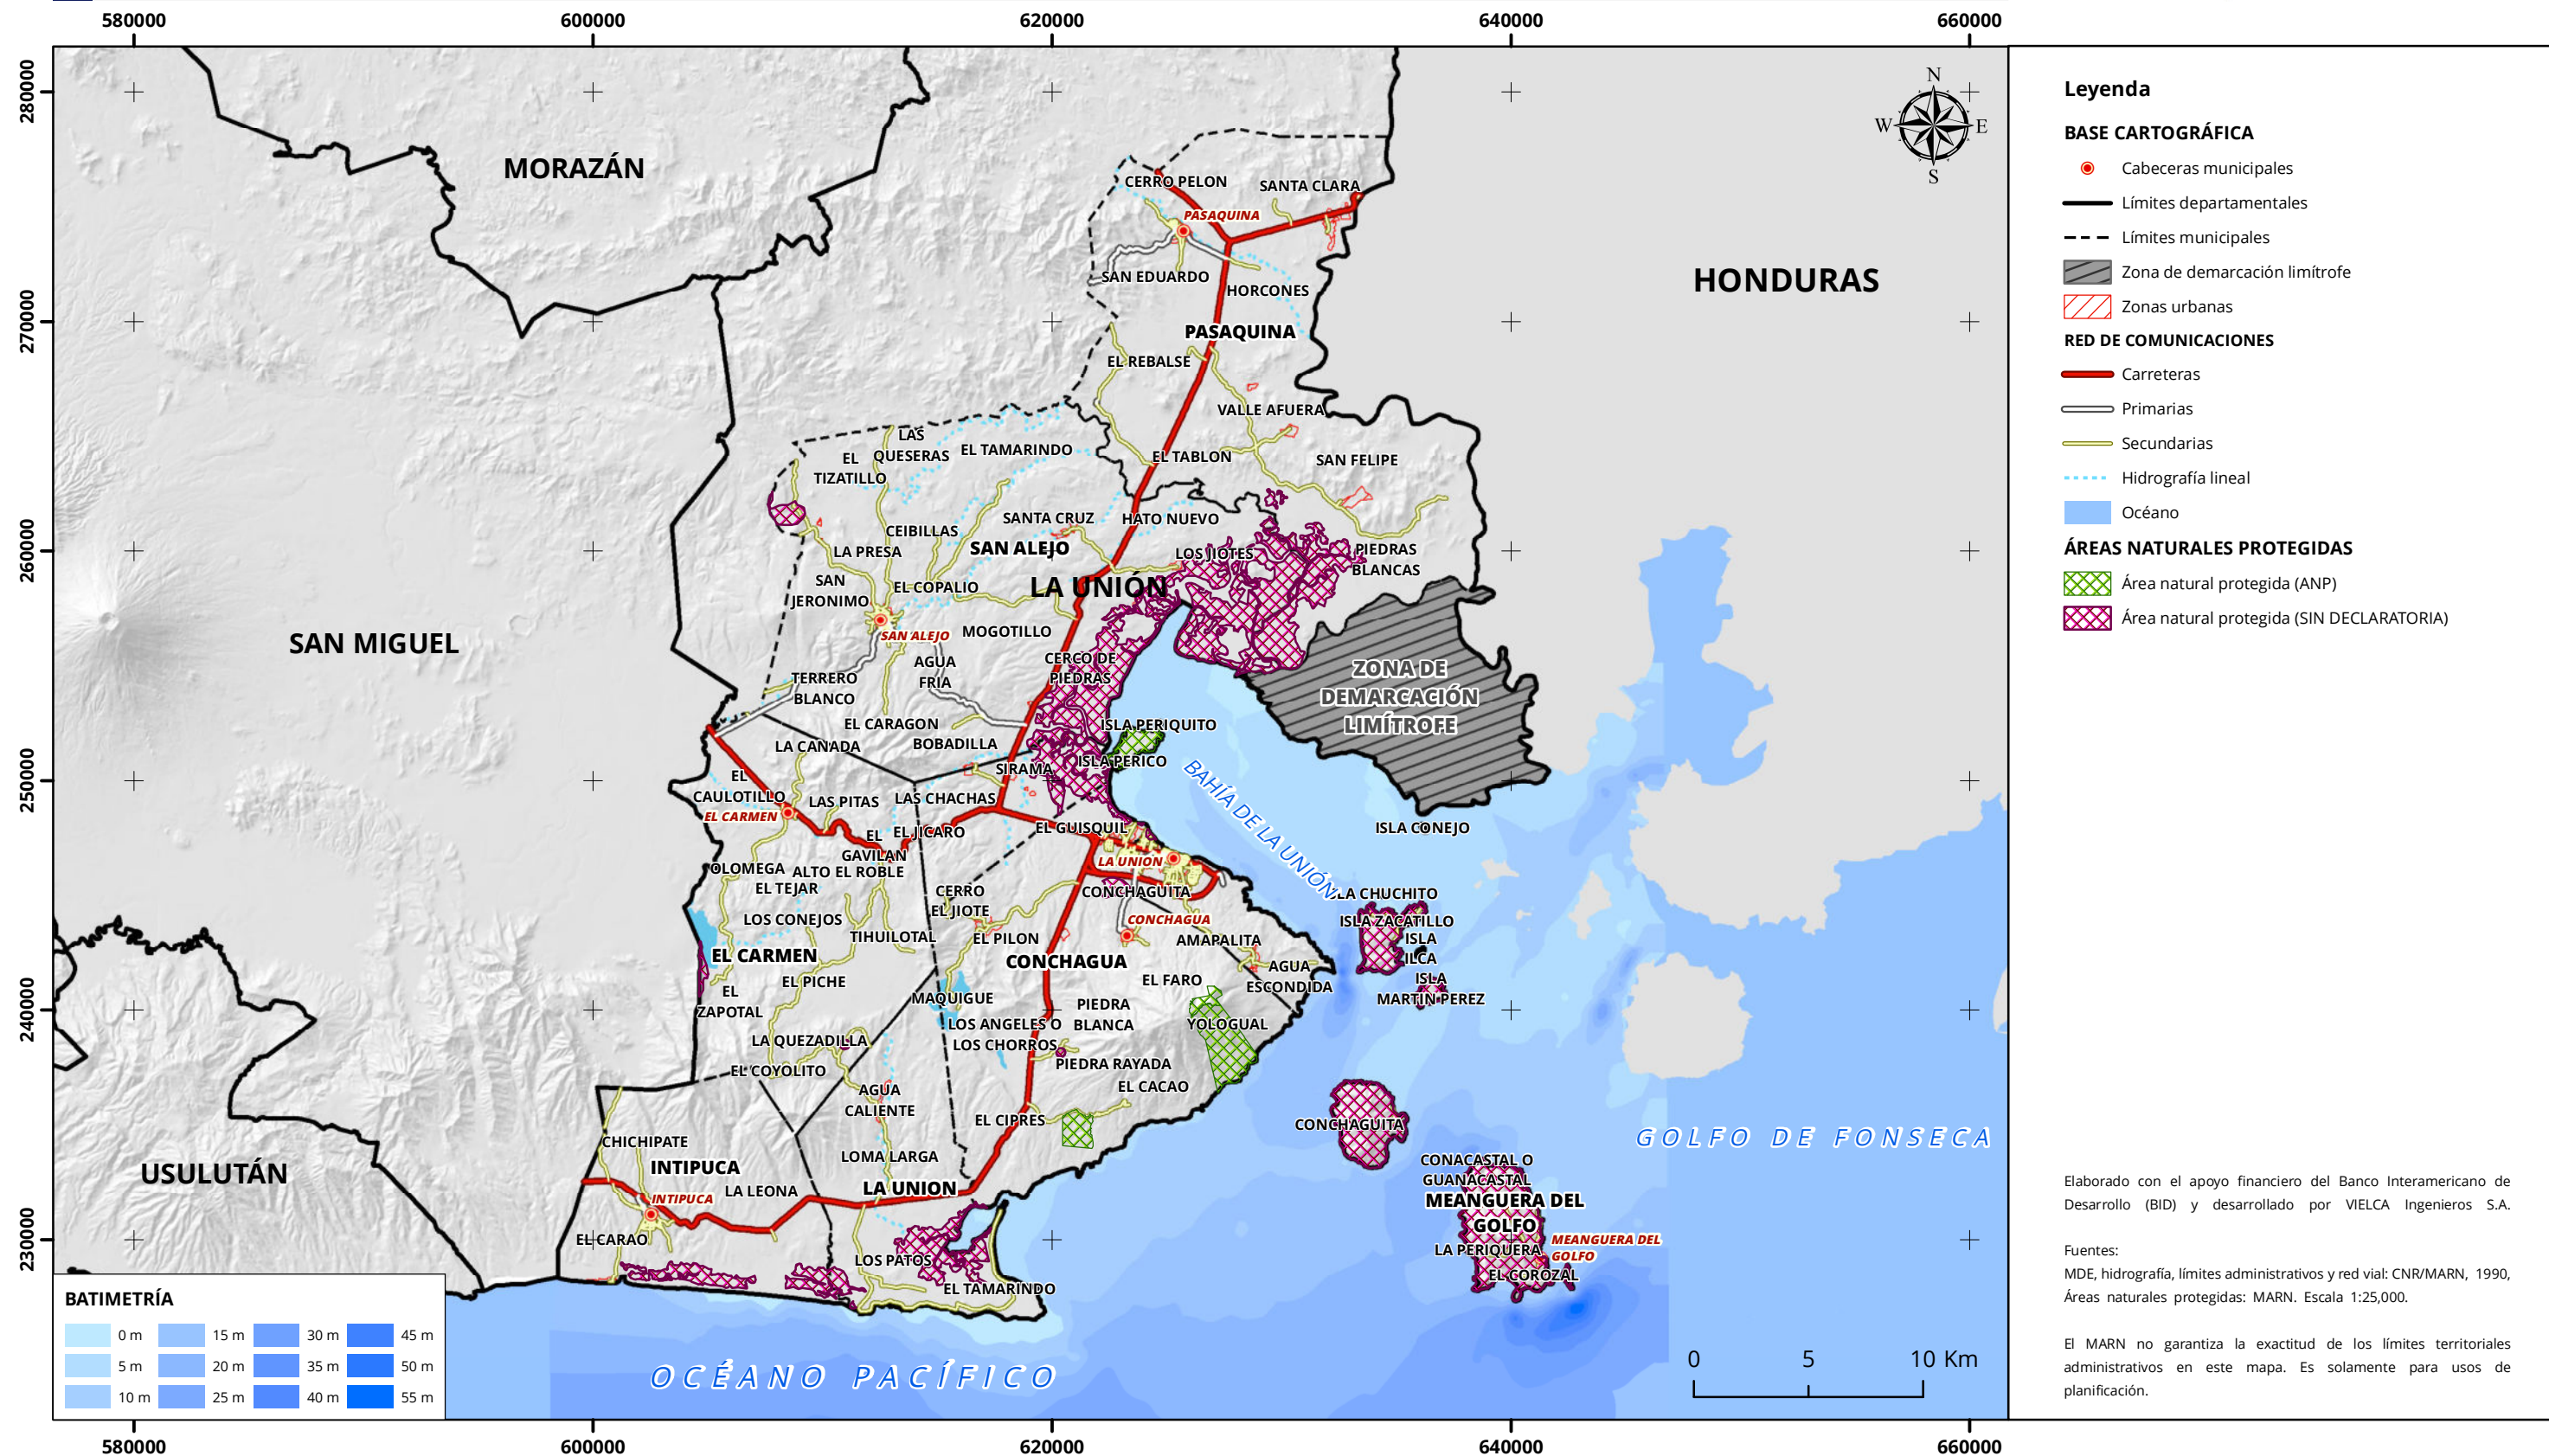 580000
600000
620000
640000
660000
280000
270000
260000
250000
240000
230000
N
W
E
S
MORAZÁN
HONDURAS
SAN MIGUEL
USULUTÁN
LA UNIÓN
CERRO PELON
SANTA CLARA
PASAQUINA
SAN EDUARDO
HORCONES
PASAQUINA
EL REBALSE
VALLE AFUERA
LAS
QUESERAS
EL TAMARINDO
EL
TIZATILLO
EL TABLON
SAN FELIPE
SANTA CRUZ
HATO NUEVO
CEIBILLAS
SAN ALEJO
LA PRESA
LOS JIOTES
PIEDRAS
BLANCAS
SAN
JERONIMO
EL COPALIO
SAN ALEJO
MOGOTILLO
AGUA
FRIA
CERCO DE
PIEDRAS
TERRERO
BLANCO
ZONA DE
DEMARCACIÓN
LIMÍTROFE
EL CARAGON
ISLA PERIQUITO
LA CAÑADA
BOBADILLA
ISLA PERICO
SIRAMA
BAHÍA DE LA UNIÓN
EL
CAULOTILLO
LAS PITAS
LAS CHACHAS
EL CARMEN
EL GUISQUIL
ISLA CONEJO
EL JICARO
EL
GAVILAN
LA UNION
OLOMEGA
ALTO EL ROBLE
EL TEJAR
CERRO
EL JIOTE
CONCHAGUITA
ISLA CHUCHITO
LOS CONEJOS
CONCHAGUA
ISLA ZACATILLO
TIHUILOTAL
EL PILON
AMAPALITA
ISLA
ILCA
EL CARMEN
CONCHAGUA
AGUA
ESCONDIDA
EL PICHE
EL FARO
ISLA
MARTIN PEREZ
EL
ZAPOTAL
MAQUIGUE
PIEDRA
BLANCA
LOS ANGELES O
LOS CHORROS
YOLOGUAL
LA QUEZADILLA
PIEDRA RAYADA
EL COYOLITO
EL CACAO
AGUA
CALIENTE
EL CIPRES
CONCHAGUITA
CHICHIPATE
GOLFO DE FONSECA
LOMA LARGA
CONACASTAL O
GUANACASTAL
INTIPUCA
LA LEONA
LA UNION
MEANGUERA DEL
GOLFO
INTIPUCA
EL CARAO
LA PERIQUERA
MEANGUERA DEL
GOLFO
LOS PATOS
EL COROZAL
EL TAMARINDO
OCÉANO PACÍFICO
BATIMETRÍA
0 m 15 m 30 m 45 m
5 m 20 m 35 m 50 m
10 m 25 m 40 m 55 m
0 5 10 Km
580000
600000
620000
640000
660000
Leyenda
BASE CARTOGRÁFICA
Cabeceras municipales
Límites departamentales
Límites municipales
Zona de demarcación limítrofe
Zonas urbanas
RED DE COMUNICACIONES
Carreteras
Primarias
Secundarias
Hidrografía lineal
Océano
ÁREAS NATURALES PROTEGIDAS
Área natural protegida (ANP)
Área natural protegida (SIN DECLARATORIA)
Elaborado con el apoyo financiero del Banco Interamericano de
Desarrollo (BID) y desarrollado por VIELCA Ingenieros S.A.
Fuentes:
MDE, hidrografía, límites administrativos y red vial: CNR/MARN, 1990,
Áreas naturales protegidas: MARN. Escala 1:25,000.
El MARN no garantiza la exactitud de los límites territoriales
administrativos en este mapa. Es solamente para usos de
planificación.